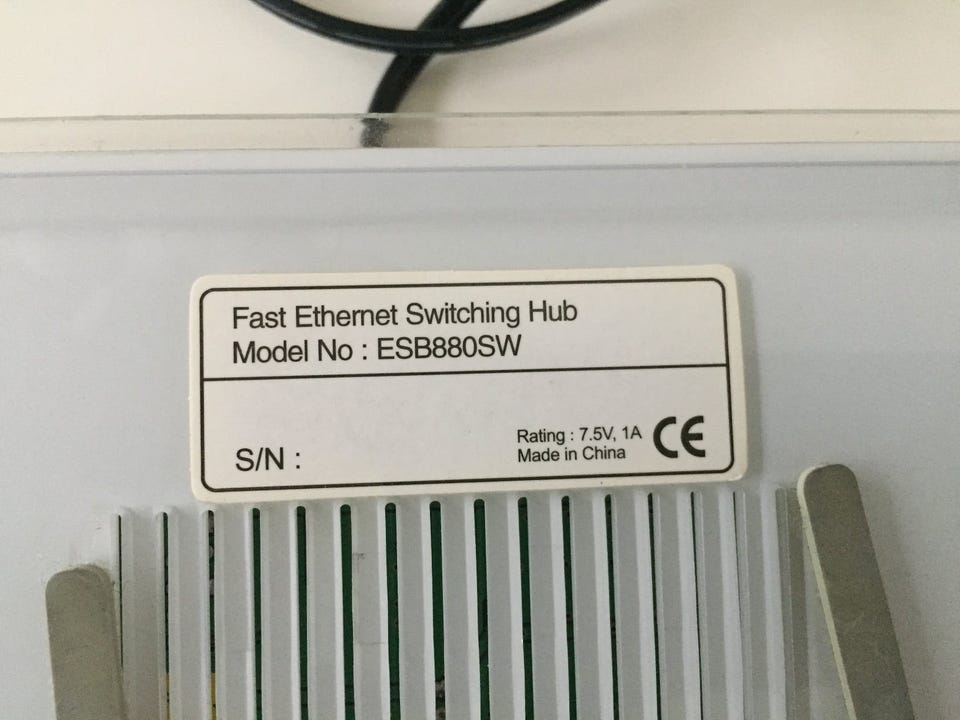 Fast Ethernet Switching Hub
Model No : ESB880SW
S/N :
Rating : 7.5V, 1A
Made in China
CE